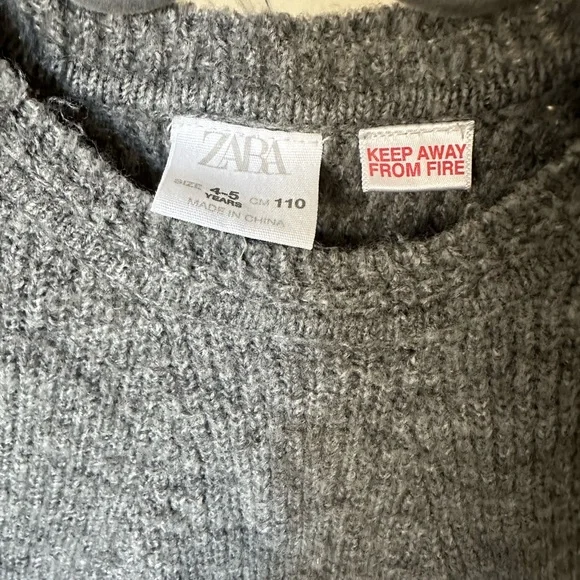 ZARA
SIZE 4-5 YEARS CM 110
MADE IN CHINA
KEEP AWAY
FROM FIRE